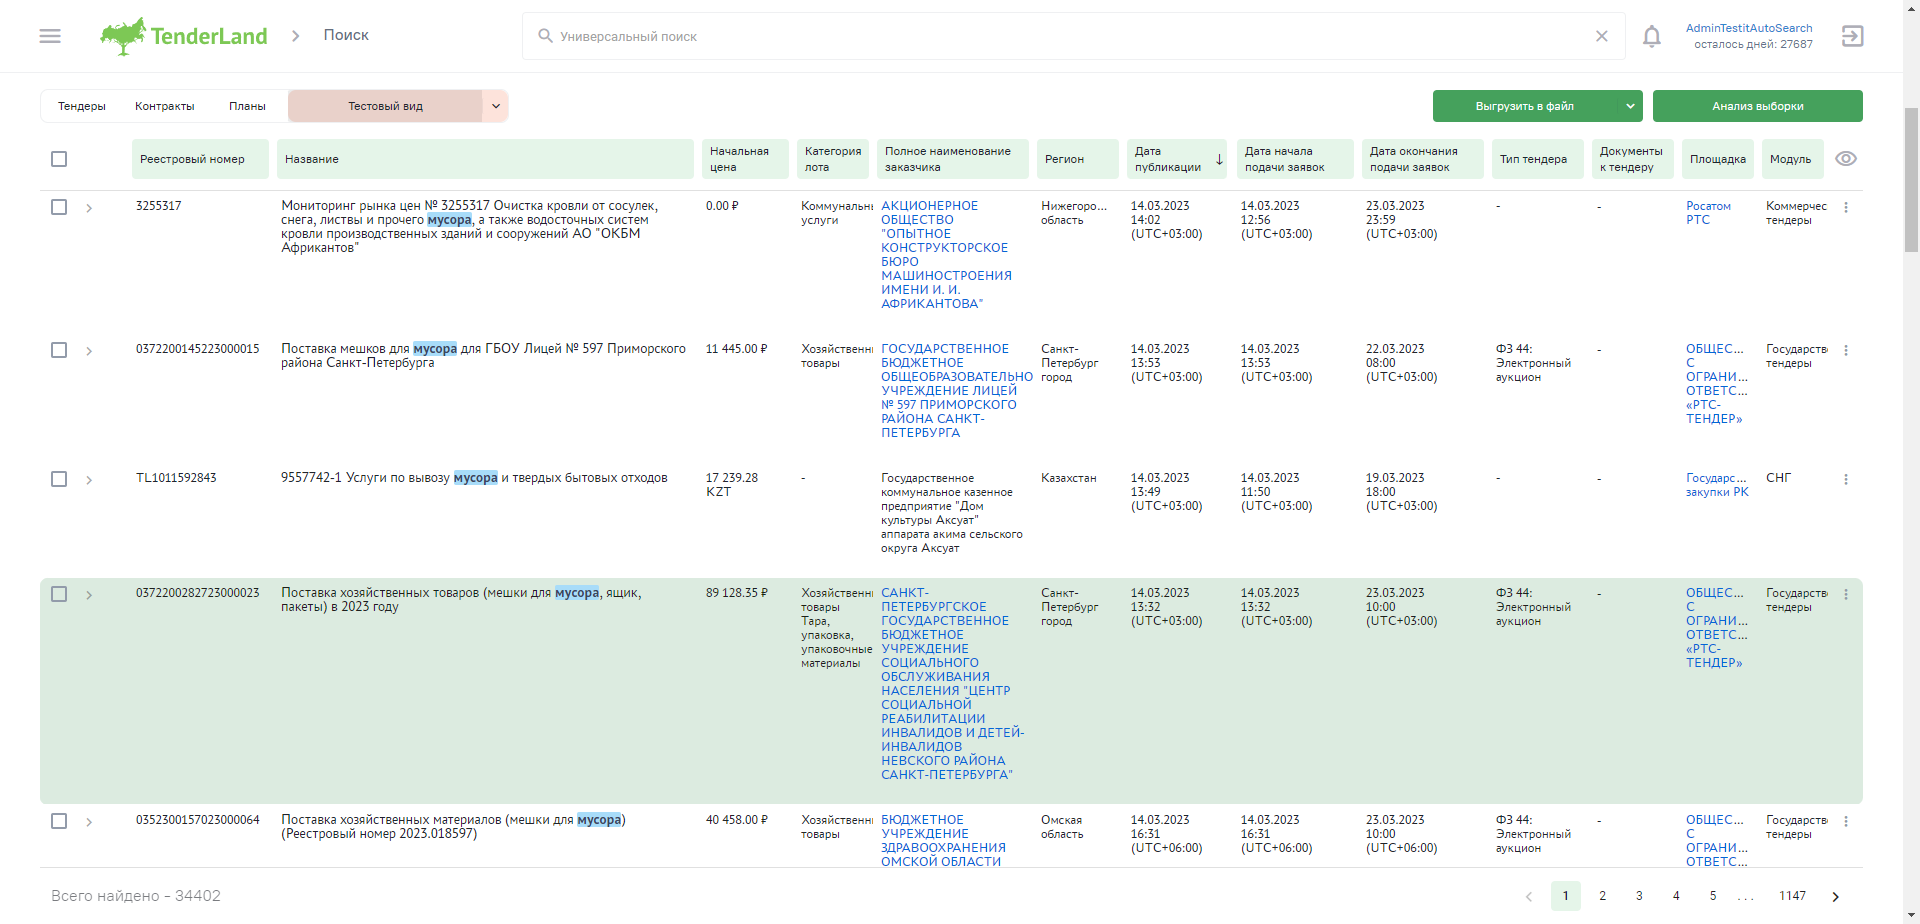 TenderLand
Поиск
Универсальный поиск
AdminTestitAutoSearch
осталось дней: 27687
Тендеры
Контракты
Планы
Тестовый вид
Выгрузить в файл
Анализ выборки
Реестровый номер
Название
Начальная
цена
Категория
лота
Полное наименование
заказчика
Регион
Дата
публикации
Дата начала
подачи заявок
Дата окончания
подачи заявок
Тип тендера
Документы
к тендеру
Площадка
Модуль
3255317
Мониторинг рынка цен № 3255317 Очистка кровли от сосулек,
снега, листвы и прочего мусора, а также водосточных систем
кровли производственных зданий и сооружений АО "ОКБМ
Африкантов"
0.00 ₽
Коммунальнь
услуги
АКЦИОНЕРНОЕ
ОБЩЕСТВО
"ОПЫТНОЕ
КОНСТРУКТОРСКОЕ
БЮРО
МАШИНОСТРОЕНИЯ
ИМЕНИ И. И.
АФРИКАНТОВА"
Нижегоро...
область
14.03.2023
14:02
(UTC+03:00)
14.03.2023
12:56
(UTC+03:00)
23.03.2023
23:59
(UTC+03:00)
-
-
Росатом
РТС
Коммерчес
тендеры
0372200145223000015
Поставка мешков для мусора для ГБОУ Лицей № 597 Приморского
района Санкт-Петербурга
11 445.00 ₽
Хозяйственн
товары
ГОСУДАРСТВЕННОЕ
БЮДЖЕТНОЕ
ОБЩЕОБРАЗОВАТЕЛЬНО
УЧРЕЖДЕНИЕ ЛИЦЕЙ
№ 597 ПРИМОРСКОГО
РАЙОНА САНКТ-
ПЕТЕРБУРГА
Санкт-
Петербург
город
14.03.2023
13:53
(UTC+03:00)
14.03.2023
13:53
(UTC+03:00)
22.03.2023
08:00
(UTC+03:00)
ФЗ 44:
Электронный
аукцион
-
ОБЩЕС...
С
ОГРАНИ...
ОТВЕТС...
«РТС-
ТЕНДЕР»
Государств
тендеры
TL1011592843
9557742-1 Услуги по вывозу мусора и твердых бытовых отходов
17 239.28
KZT
-
Государственное
коммунальное казенное
предприятие "Дом
культуры Аксуат"
аппарата акима сельского
округа Аксуат
Казахстан
14.03.2023
13:49
(UTC+03:00)
14.03.2023
11:50
(UTC+03:00)
19.03.2023
18:00
(UTC+03:00)
-
-
Государс...
закупки РК
СНГ
0372200282723000023
Поставка хозяйственных товаров (мешки для мусора, ящик,
пакеты) в 2023 году
89 128.35 ₽
Хозяйственн
товары
Тара,
упаковка,
упаковочные
материалы
САНКТ-
ПЕТЕРБУРГСКОЕ
ГОСУДАРСТВЕННОЕ
БЮДЖЕТНОЕ
УЧРЕЖДЕНИЕ
СОЦИАЛЬНОГО
ОБСЛУЖИВАНИЯ
НАСЕЛЕНИЯ "ЦЕНТР
СОЦИАЛЬНОЙ
РЕАБИЛИТАЦИИ
ИНВАЛИДОВ И ДЕТЕЙ-
ИНВАЛИДОВ
НЕВСКОГО РАЙОНА
САНКТ-ПЕТЕРБУРГА"
Санкт-
Петербург
город
14.03.2023
13:32
(UTC+03:00)
14.03.2023
13:32
(UTC+03:00)
23.03.2023
10:00
(UTC+03:00)
ФЗ 44:
Электронный
аукцион
-
ОБЩЕС...
С
ОГРАНИ...
ОТВЕТС...
«РТС-
ТЕНДЕР»
Государств
тендеры
0352300157023000064
Поставка хозяйственных материалов (мешки для мусора)
(Реестровый номер 2023.018597)
40 458.00 ₽
Хозяйственн
товары
БЮДЖЕТНОЕ
УЧРЕЖДЕНИЕ
ЗДРАВООХРАНЕНИЯ
ОМСКОЙ ОБЛАСТИ
Омская
область
14.03.2023
16:31
(UTC+06:00)
14.03.2023
16:31
(UTC+06:00)
23.03.2023
10:00
(UTC+06:00)
ФЗ 44:
Электронный
аукцион
-
ОБЩЕС...
С
ОГРАНИ...
ОТВЕТС...
Государств
тендеры
Всего найдено - 34402
1 2 3 4 5 ... 1147